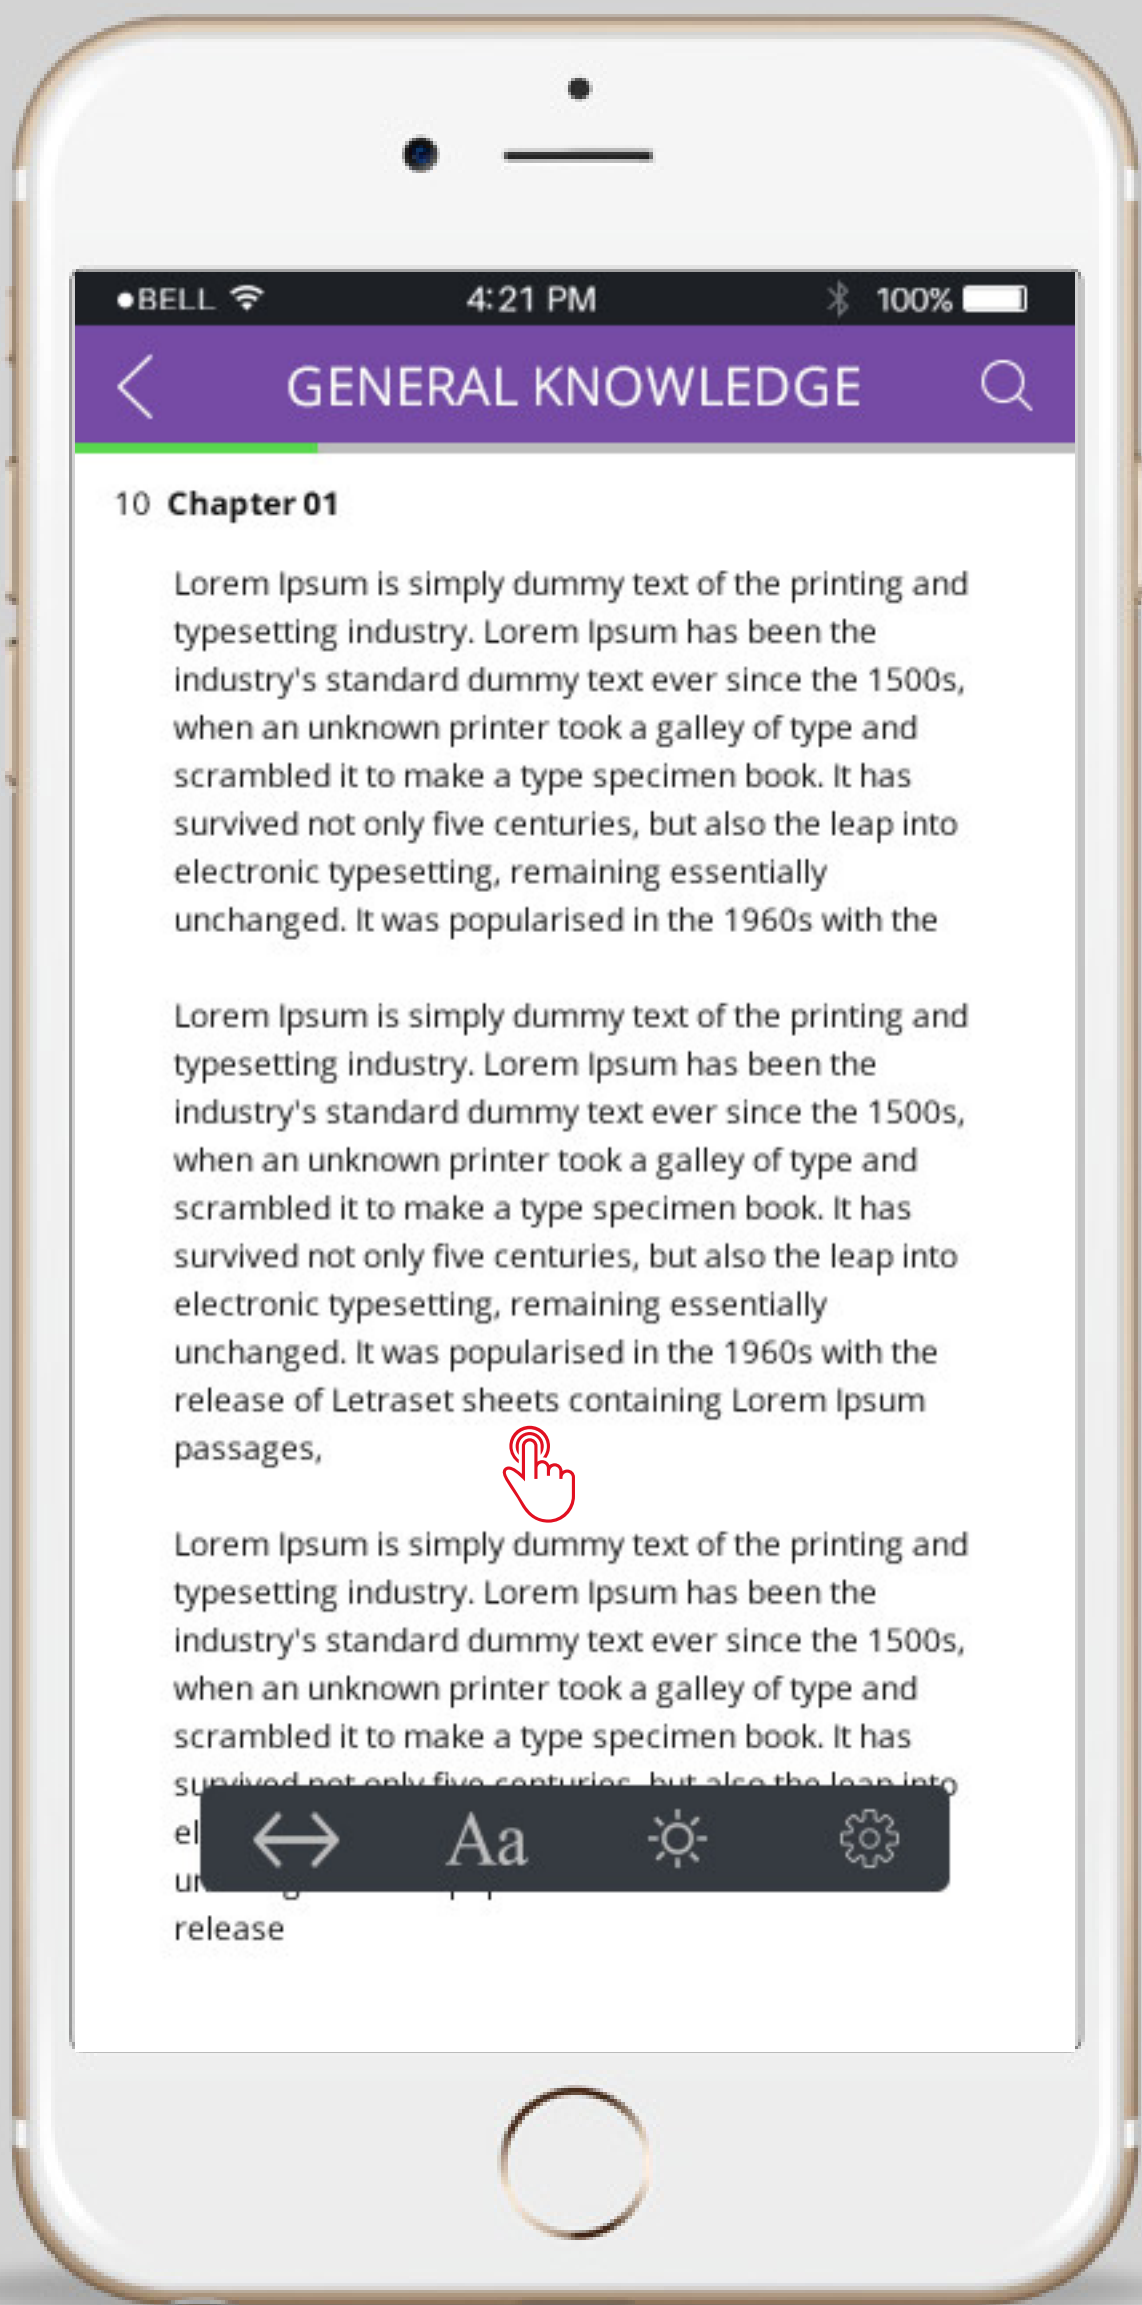 BELL
4:21 PM
100%
GENERAL KNOWLEDGE
10 Chapter 01
Lorem Ipsum is simply dummy text of the printing and
typesetting industry. Lorem Ipsum has been the
industry's standard dummy text ever since the 1500s,
when an unknown printer took a galley of type and
scrambled it to make a type specimen book. It has
survived not only five centuries, but also the leap into
electronic typesetting, remaining essentially
unchanged. It was popularised in the 1960s with the
Lorem Ipsum is simply dummy text of the printing and
typesetting industry. Lorem Ipsum has been the
industry's standard dummy text ever since the 1500s,
when an unknown printer took a galley of type and
scrambled it to make a type specimen book. It has
survived not only five centuries, but also the leap into
electronic typesetting, remaining essentially
unchanged. It was popularised in the 1960s with the
release of Letraset sheets containing Lorem Ipsum
passages,
Lorem Ipsum is simply dummy text of the printing and
typesetting industry. Lorem Ipsum has been the
industry's standard dummy text ever since the 1500s,
when an unknown printer took a galley of type and
scrambled it to make a type specimen book. It has
survived not only five centuries, but also the leap into
Aa
release